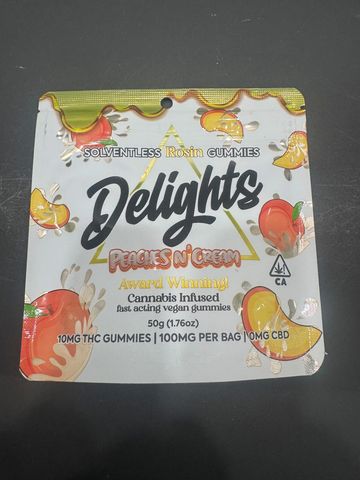 SOLVENTLESS Rosin GUMMIES
Delights
PEACHES N' CREAM
Award Winning!
Cannabis Infused
fast acting vegan gummies
50g (1.76oz)
10MG THC GUMMIES | 100MG PER BAG | 0MG CBD
CA